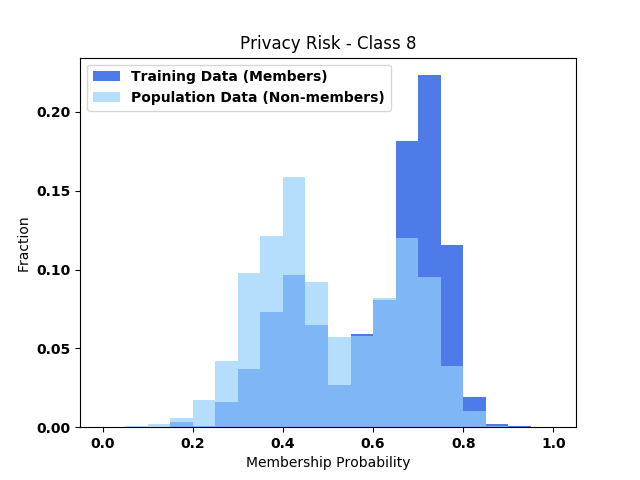 Privacy Risk - Class 8
Training Data (Members)
Population Data (Non-members)
0.20
0.15
0.10
0.05
0.00
Fraction
0.0 0.2 0.4 0.6 0.8 1.0
Membership Probability